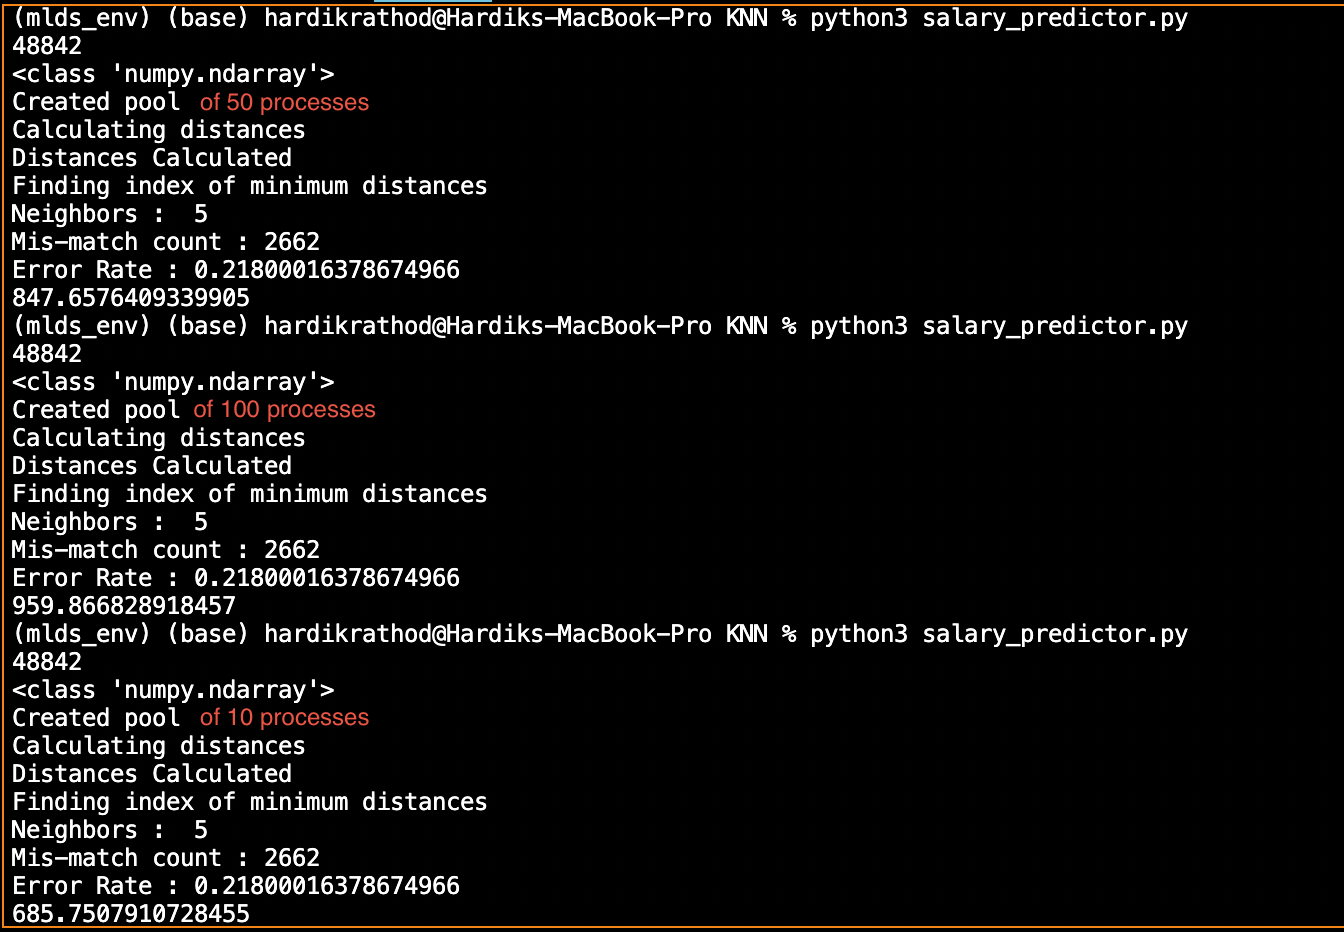 (mlds_env) (base) hardikrathod@Hardiks-MacBook-Pro KNN % python3 salary_predictor.py
48842
<class 'numpy.ndarray'>
Created pool of 50 processes
Calculating distances
Distances Calculated
Finding index of minimum distances
Neighbors :  5
Mis-match count : 2662
Error Rate : 0.21800016378674966
847.6576409339905
(mlds_env) (base) hardikrathod@Hardiks-MacBook-Pro KNN % python3 salary_predictor.py
48842
<class 'numpy.ndarray'>
Created pool of 100 processes
Calculating distances
Distances Calculated
Finding index of minimum distances
Neighbors :  5
Mis-match count : 2662
Error Rate : 0.21800016378674966
959.866828918457
(mlds_env) (base) hardikrathod@Hardiks-MacBook-Pro KNN % python3 salary_predictor.py
48842
<class 'numpy.ndarray'>
Created pool of 10 processes
Calculating distances
Distances Calculated
Finding index of minimum distances
Neighbors :  5
Mis-match count : 2662
Error Rate : 0.21800016378674966
685.7507910728455